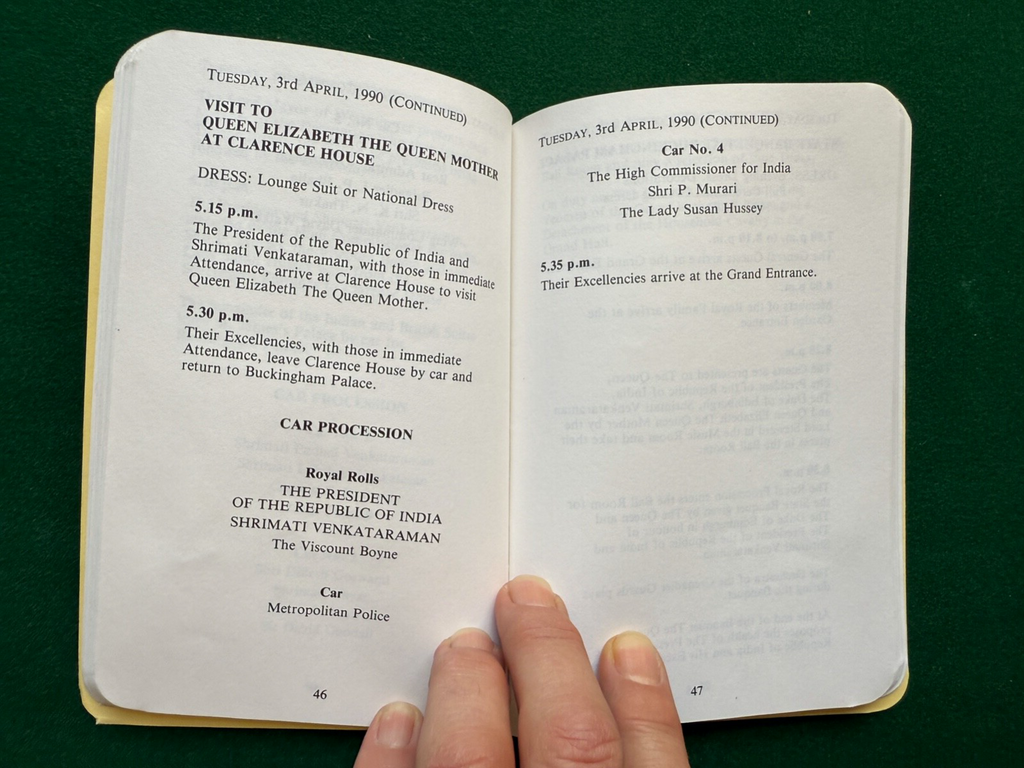 TUESDAY, 3rd APRIL, 1990 (CONTINUED)
VISIT TO
QUEEN ELIZABETH THE QUEEN MOTHER
AT CLARENCE HOUSE
DRESS: Lounge Suit or National Dress
5.15 p.m.
The President of the Republic of India and
Shrimati Venkataraman, with those in immediate
Attendance, arrive at Clarence House to visit
Queen Elizabeth The Queen Mother.
5.30 p.m.
Their Excellencies, with those in immediate
Attendance, leave Clarence House by car and
return to Buckingham Palace.
CAR PROCESSION
Royal Rolls
THE PRESIDENT
OF THE REPUBLIC OF INDIA
SHRIMATI VENKATARAMAN
The Viscount Boyne
Car
Metropolitan Police
46
TUESDAY, 3rd APRIL, 1990 (CONTINUED)
Car No. 4
The High Commissioner for India
Shri P. Murari
The Lady Susan Hussey
5.35 p.m.
Their Excellencies arrive at the Grand Entrance.
47